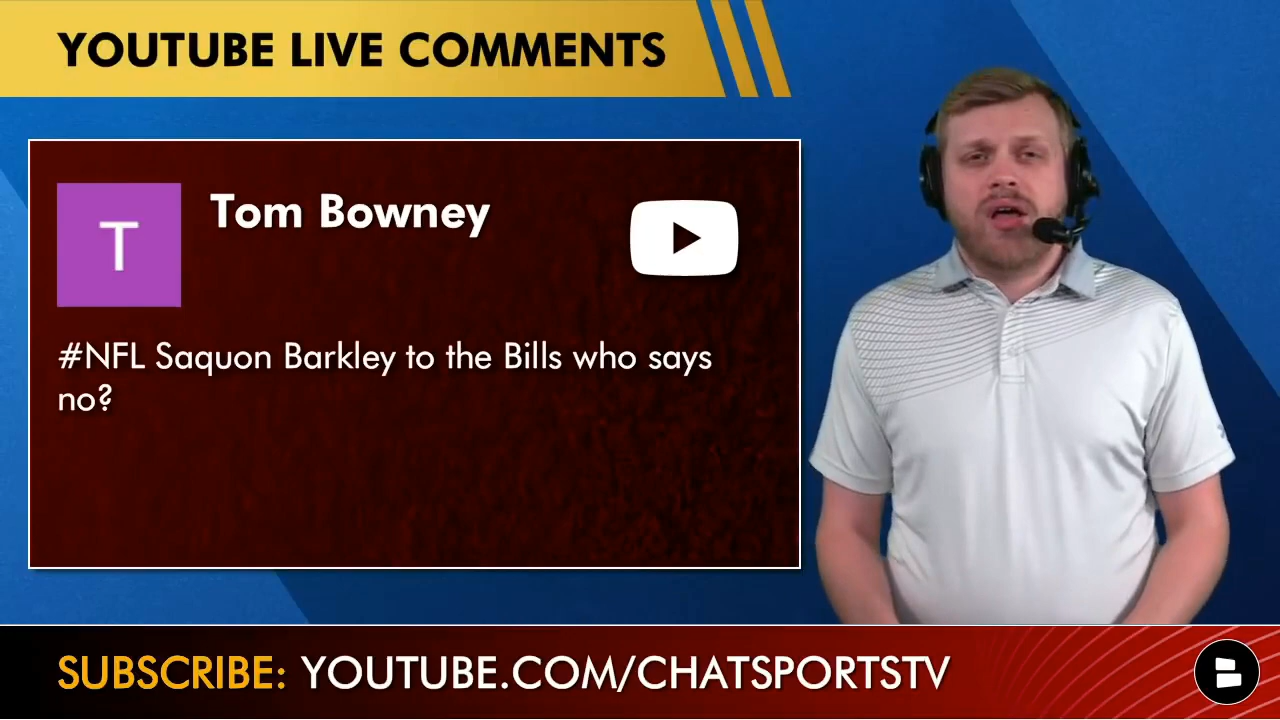 YOUTUBE LIVE COMMENTS
T
Tom Bowney
#NFL Saquon Barkley to the Bills who says
no?
SUBSCRIBE: YOUTUBE.COM/CHATSPORTSTV